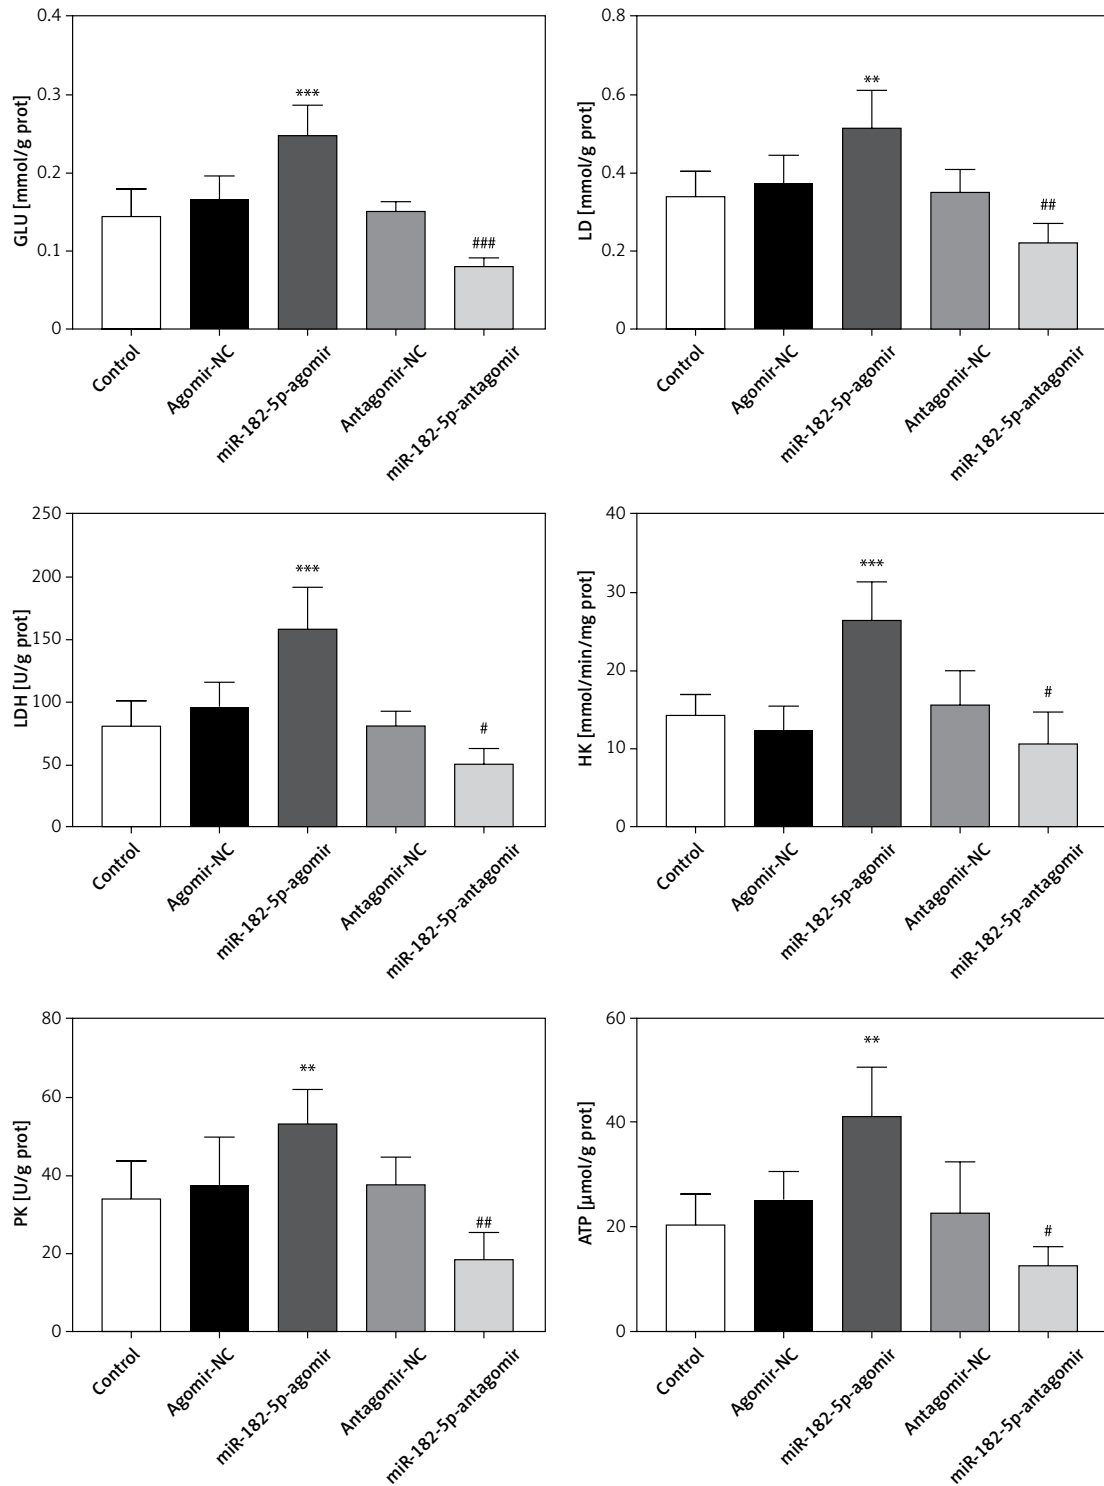 GLU [mmol/g prot]
0.4
0.3
0.2
0.1
0
***
###
Control
Agomir-NC
miR-182-5p-agomir
Antagomir-NC
miR-182-5p-antagomir
LD [mmol/g prot]
0.8
0.6
0.4
0.2
0
**
##
Control
Agomir-NC
miR-182-5p-agomir
Antagomir-NC
miR-182-5p-antagomir
LDH [U/g prot]
250
200
150
100
50
0
***
#
Control
Agomir-NC
miR-182-5p-agomir
Antagomir-NC
miR-182-5p-antagomir
HK [mmol/min/mg prot]
40
30
20
10
0
***
#
Control
Agomir-NC
miR-182-5p-agomir
Antagomir-NC
miR-182-5p-antagomir
PK [U/g prot]
80
60
40
20
0
**
##
Control
Agomir-NC
miR-182-5p-agomir
Antagomir-NC
miR-182-5p-antagomir
ATP [µmol/g prot]
60
40
20
0
**
#
Control
Agomir-NC
miR-182-5p-agomir
Antagomir-NC
miR-182-5p-antagomir